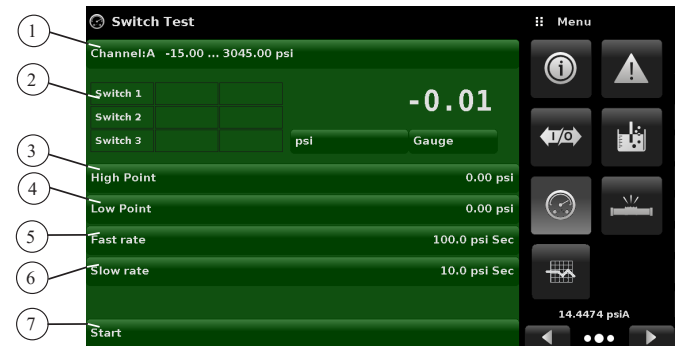 Switch Test
Menu
1
Channel:A -15.00 ... 3045.00 psi
2
Switch 1
-0.01
Switch 2
Switch 3
psi
Gauge
I/O
3
High Point 0.00 psi
4
Low Point 0.00 psi
5
Fast rate 100.0 psi Sec
6
Slow rate 10.0 psi Sec
14.4474 psiA
7
Start